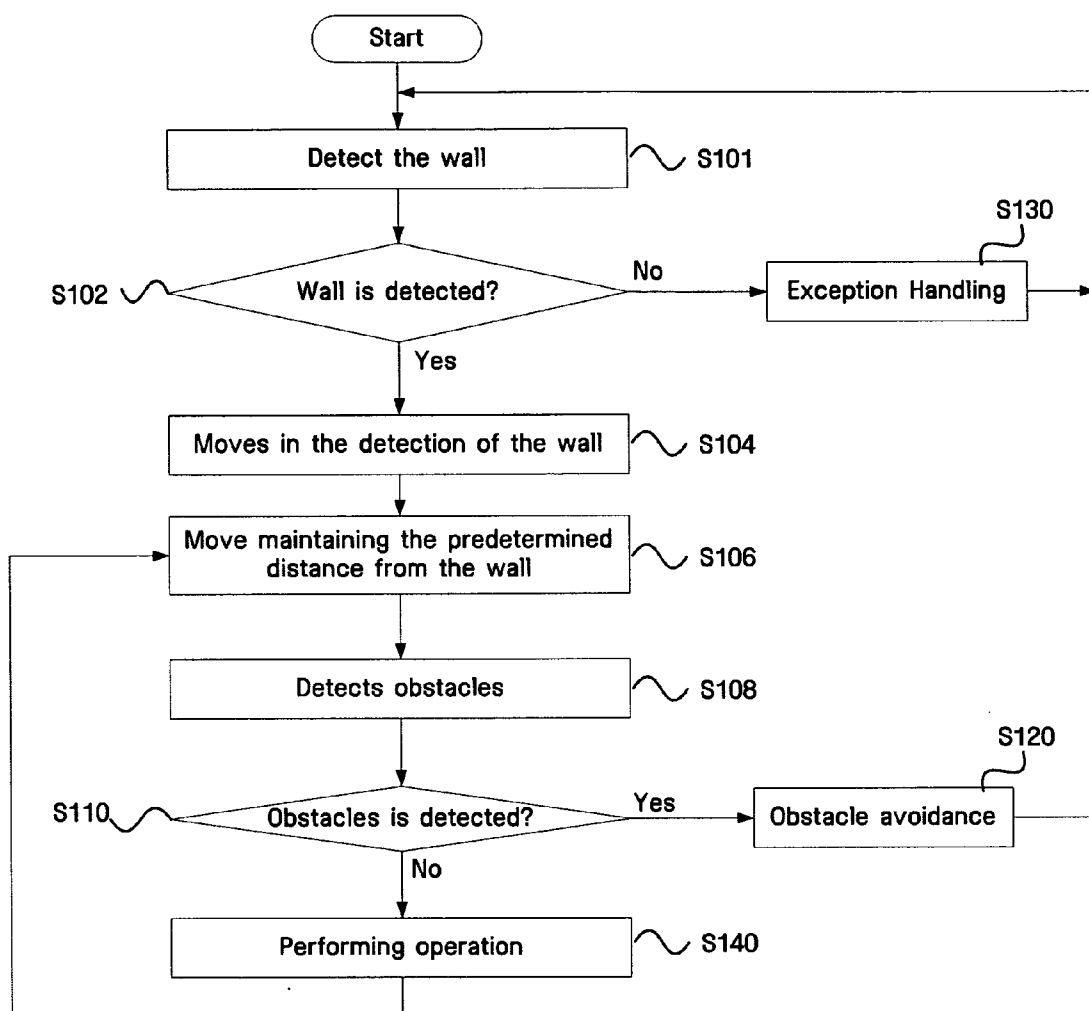 Start
Detect the wall
S101
S130
S102
Wall is detected?
No
Exception Handling
Yes
Moves in the detection of the wall
S104
Move maintaining the predetermined
distance from the wall
S106
Detects obstacles
S108
S120
S110
Obstacles is detected?
Yes
Obstacle avoidance
No
Performing operation
S140